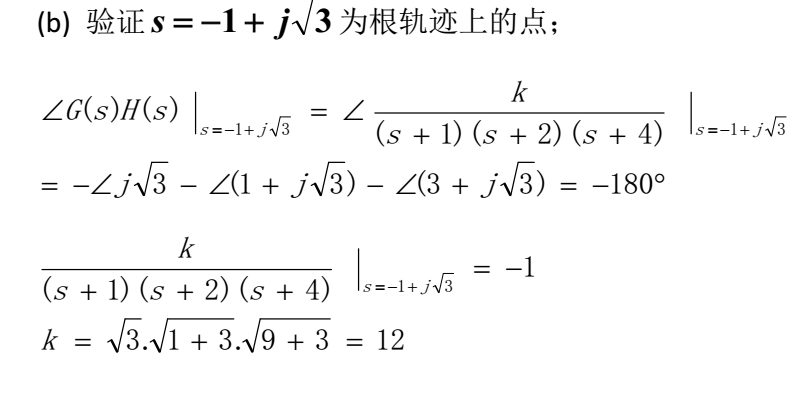 (b) 验证 s = −1 + j√3 为根轨迹上的点；
∠G(s)H(s) |s=−1+j√3 = ∠ k / (s + 1)(s + 2)(s + 4) |s=−1+j√3
= −∠j√3 − ∠(1 + j√3) − ∠(3 + j√3) = −180°
k / (s + 1)(s + 2)(s + 4) |s=−1+j√3 = −1
k = √3.√1 + 3.√9 + 3 = 12